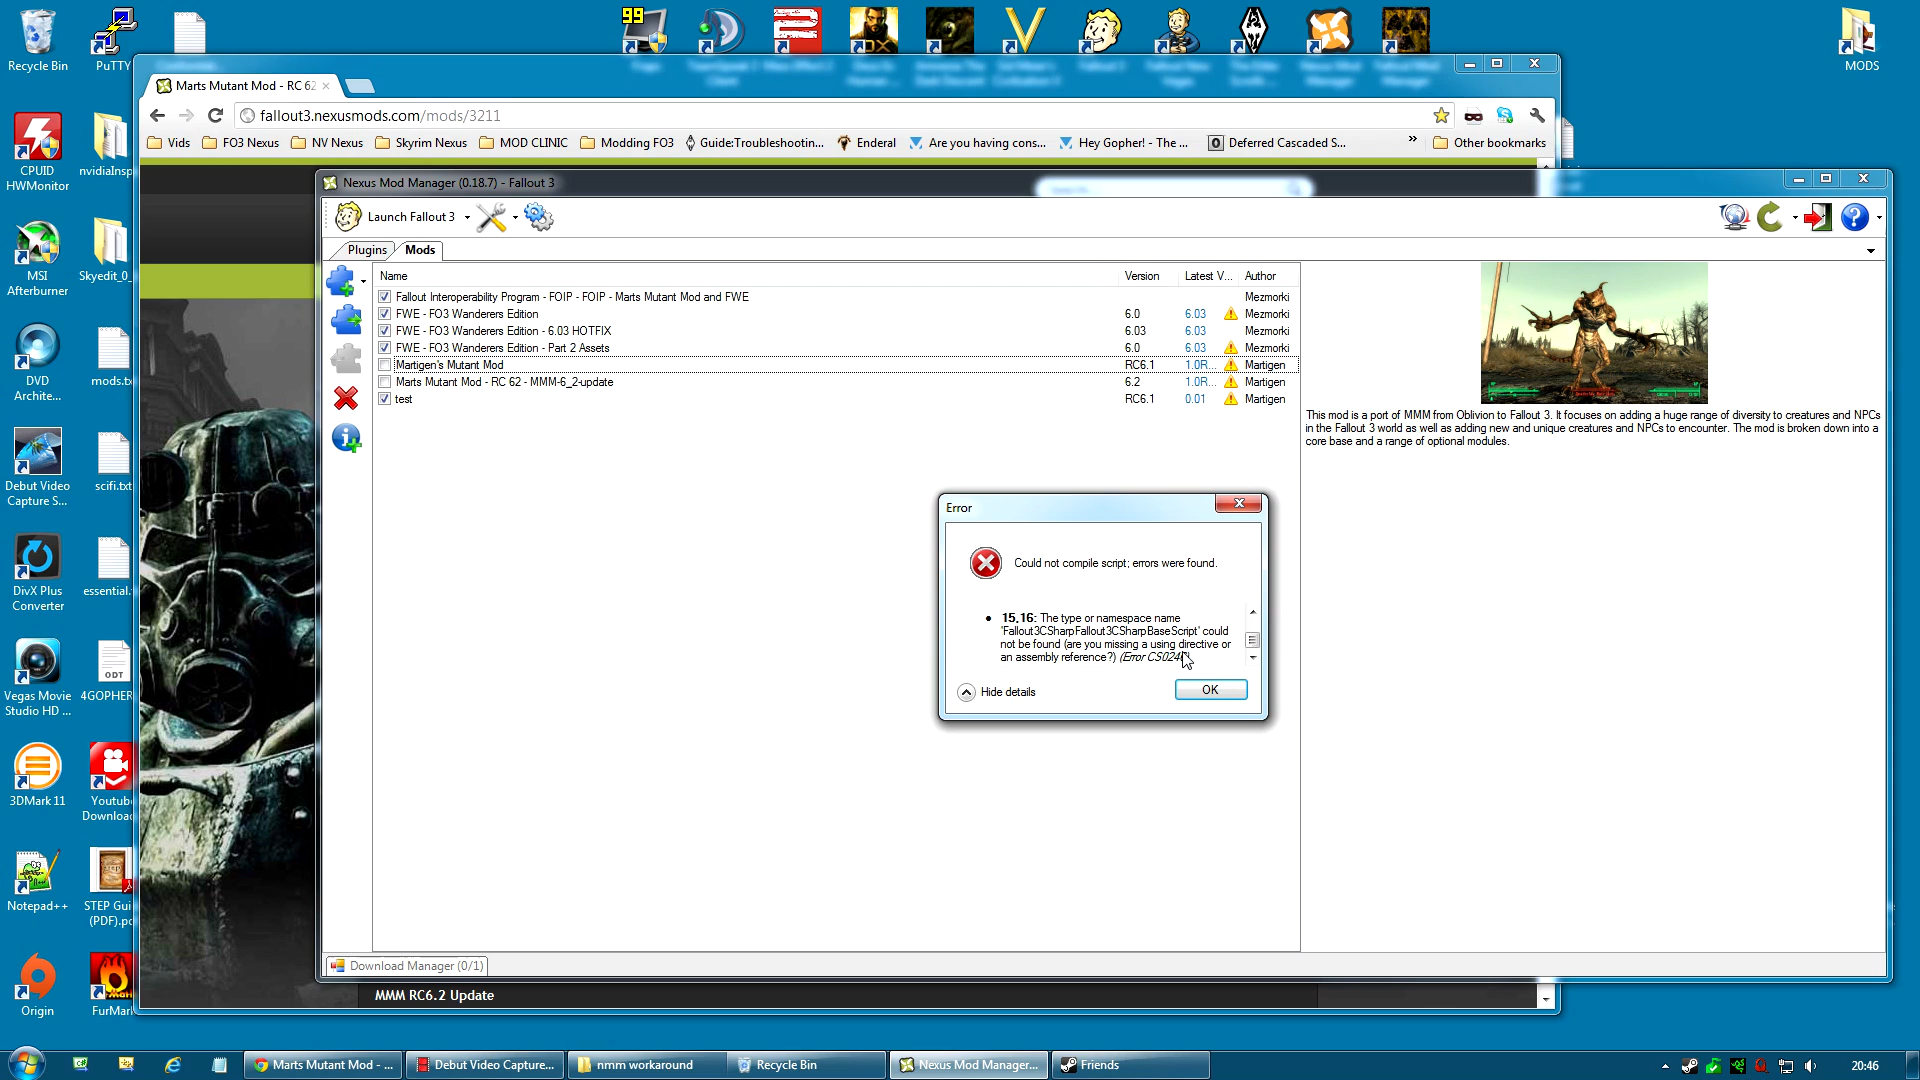 Recycle Bin
PuTTY
99
MODS
CPUID
HWMonitor
nvidiaInsp
MSI
Afterburner
Skyedit_0_
DVD
Archite...
mods.tx
Debut Video
Capture S...
scifi.txt
DivX Plus
Converter
essential.
Vegas Movie
Studio HD ...
ODT
4GOPHER
3DMark 11
Youtube
Downloa
Notepad++
STEP Gui
(PDF).pd
Origin
FurMark
Marts Mutant Mod - RC 62
fallout3.nexusmods.com/mods/3211
Vids
FO3 Nexus
NV Nexus
Skyrim Nexus
MOD CLINIC
Modding FO3
Guide:Troubleshootin...
Enderal
Are you having cons...
Hey Gopher! - The ...
Deferred Cascaded S...
»
Other bookmarks
Nexus Mod Manager (0.18.7) - Fallout 3
Launch Fallout 3
Plugins
Mods
Name Version Latest V... Author
Fallout Interoperability Program - FOIP - FOIP - Marts Mutant Mod and FWE Mezmorki
FWE - FO3 Wanderers Edition 6.0 6.03 Mezmorki
FWE - FO3 Wanderers Edition - 6.03 HOTFIX 6.03 6.03 Mezmorki
FWE - FO3 Wanderers Edition - Part 2 Assets 6.0 6.03 Mezmorki
Martigen's Mutant Mod RC6.1 1.0R... Martigen
Marts Mutant Mod - RC 62 - MMM-6_2-update 6.2 1.0R... Martigen
test RC6.1 0.01 Martigen
This mod is a port of MMM from Oblivion to Fallout 3. It focuses on adding a huge range of diversity to creatures and NPCs
in the Fallout 3 world as well as adding new and unique creatures and NPCs to encounter. The mod is broken down into a
core base and a range of optional modules.
Error
Could not compile script; errors were found.
15,16: The type or namespace name
'Fallout3CSharpFallout3CSharpBaseScript' could
not be found (are you missing a using directive or
an assembly reference?) (Error CS024
Hide details
OK
Download Manager (0/1)
MMM RC6.2 Update
Marts Mutant Mod - ...
Debut Video Capture...
nmm workaround
Recycle Bin
Nexus Mod Manager...
Friends
20:46